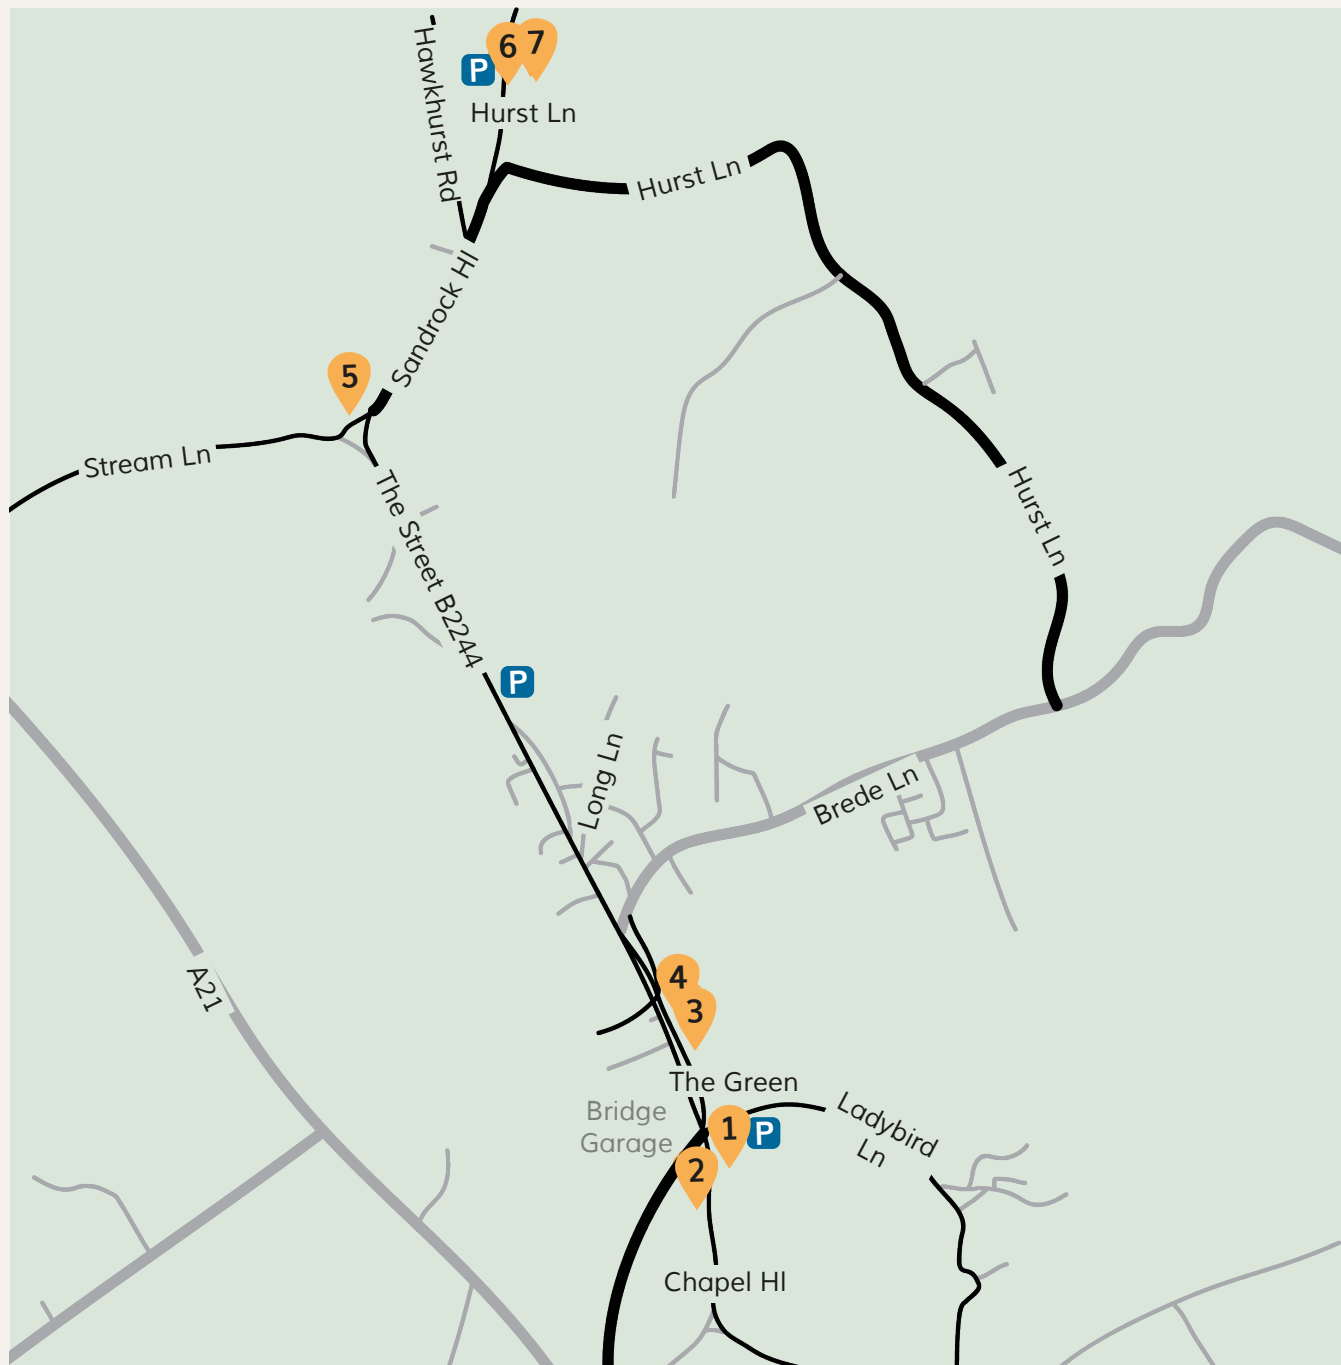 Hawkhurst Rd
6
7
P
Hurst Ln
Hurst Ln
Sandrock Hl
5
Stream Ln
The Street B2244
Hurst Ln
P
Long Ln
Brede Ln
A21
4
3
The Green
Bridge
Garage
1
P
Ladybird
Ln
2
Chapel Hl